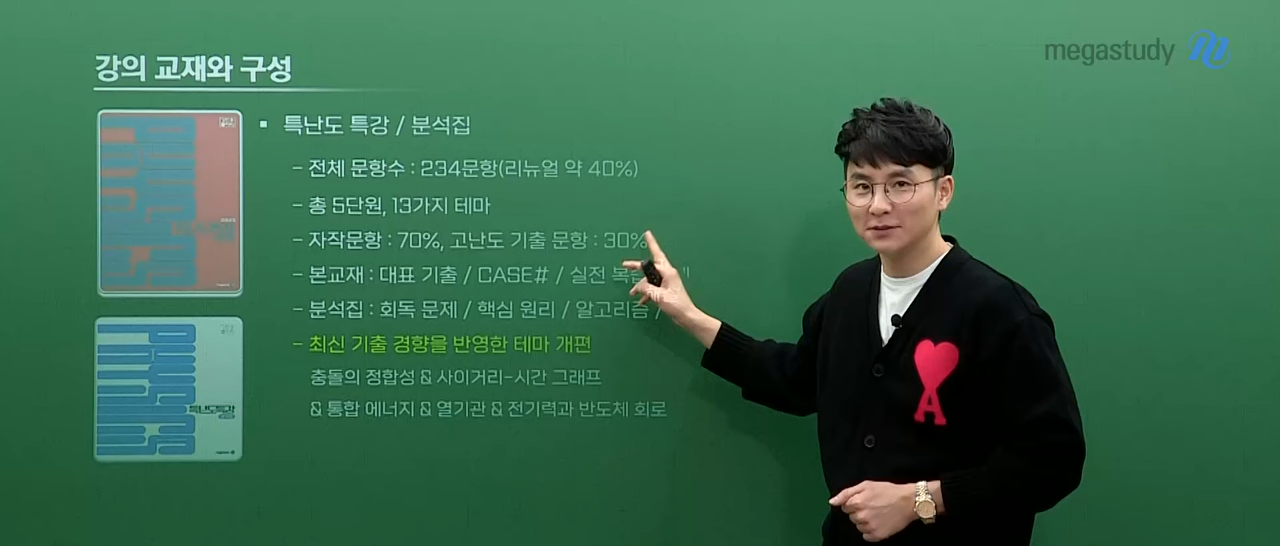 강의 교재와 구성
megastudy
특난도 특강 / 분석집
- 전체 문항수 : 234문항(리뉴얼 약 40%)
- 총 5단원, 13가지 테마
- 자작문항 : 70%, 고난도 기출 문항 : 30%
- 본교재 : 대표 기출 / CASE# / 실전
- 분석집 : 회독 문제 / 핵심 원리 / 알고리즘 /
- 최신 기출 경향을 반영한 테마 개편
충돌의 정합성 & 사이거리-시간 그래프
& 통합 에너지 & 열기관 & 전기력과 반도체 회로
특난도특강
A